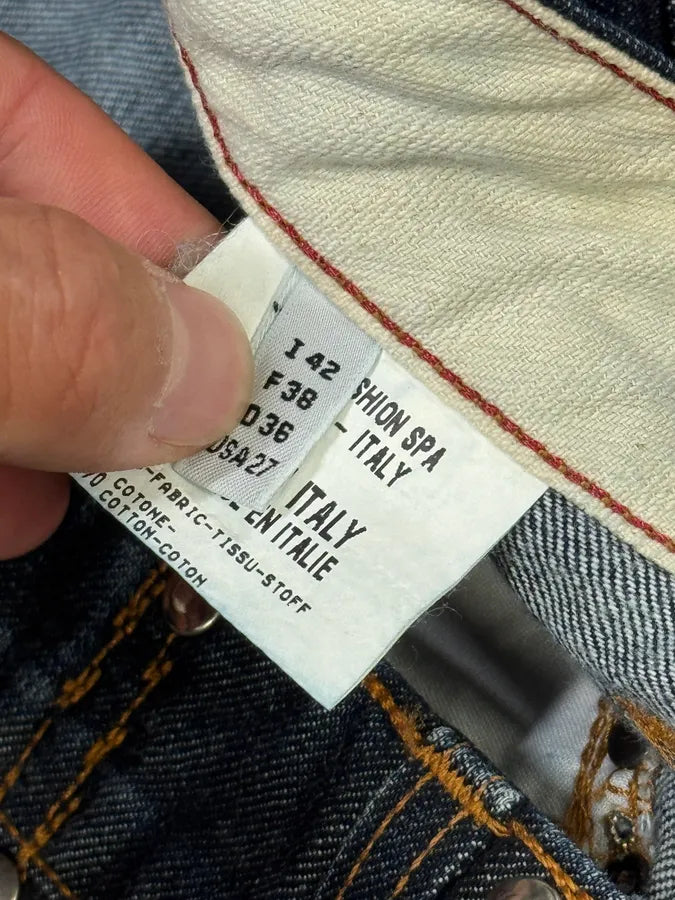 I 42
F 38
D 36
USA 27
SHION SPA
- ITALY
ITALY
EN ITALIE
-FABRIC-TISSU-STOFF
COTONE-
COTTON-COTON